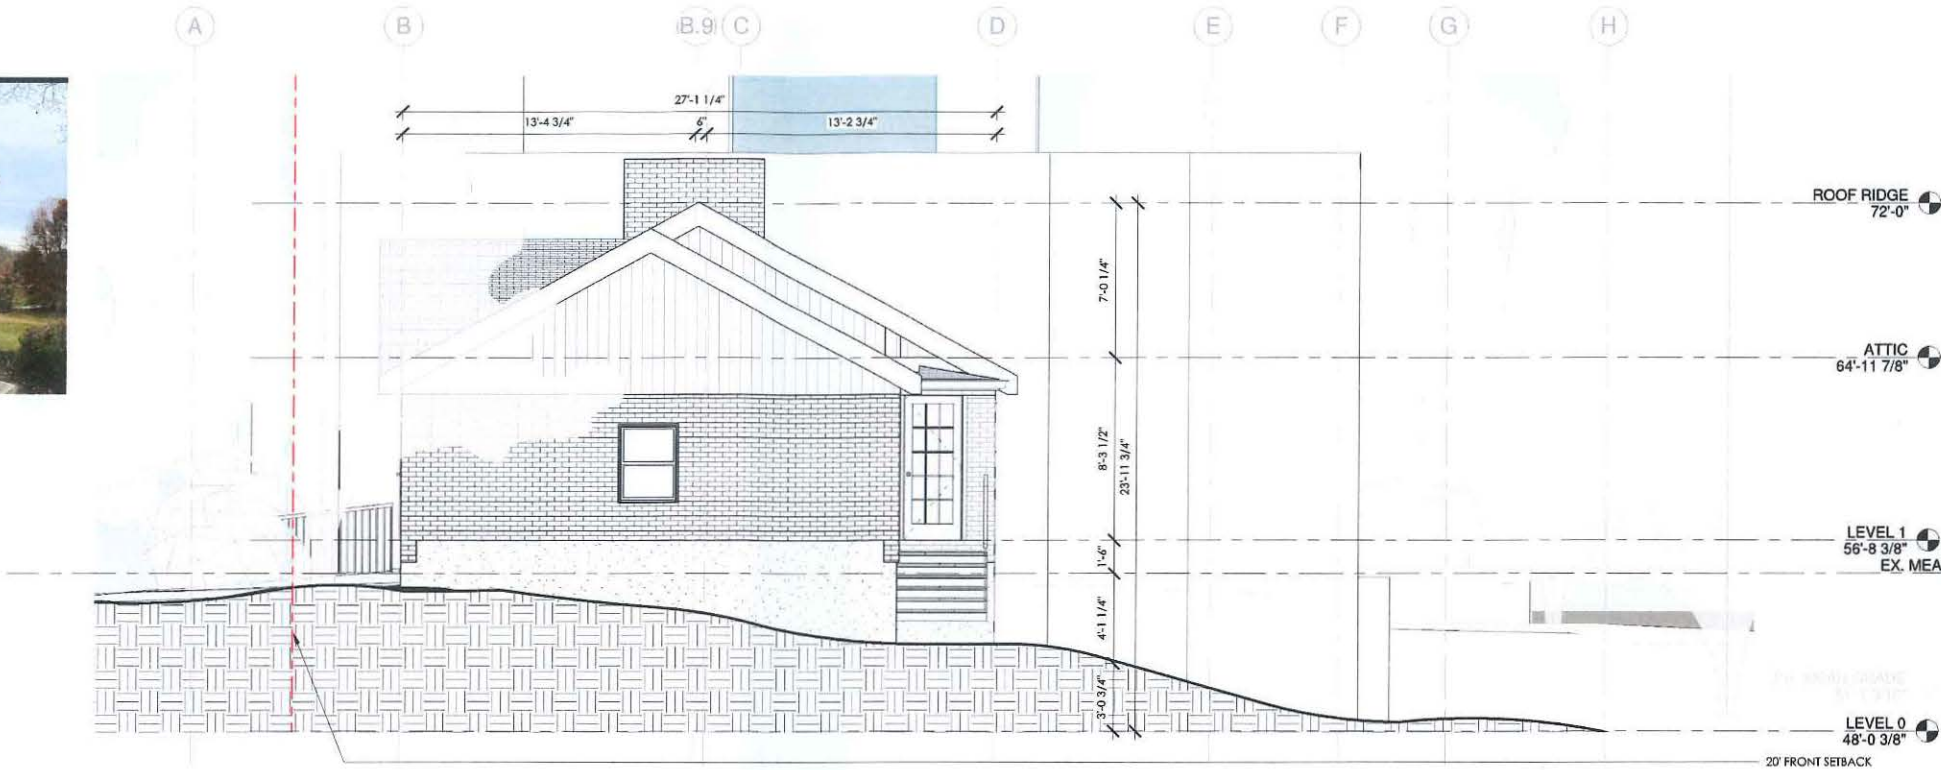 A B B.9 C D E F G H
27'-1 1/4"
13'-4 3/4" 6" 13'-2 3/4"
ROOF RIDGE
72'-0"
7'-0 1/4"
ATTIC
64'-11 7/8"
8'-3 1/2"
23'-11 3/4"
LEVEL 1
56'-8 3/8"
EX. MEA
1'-6"
4'-1 1/4"
3'-0 3/4"
LEVEL 0
48'-0 3/8"
20' FRONT SETBACK